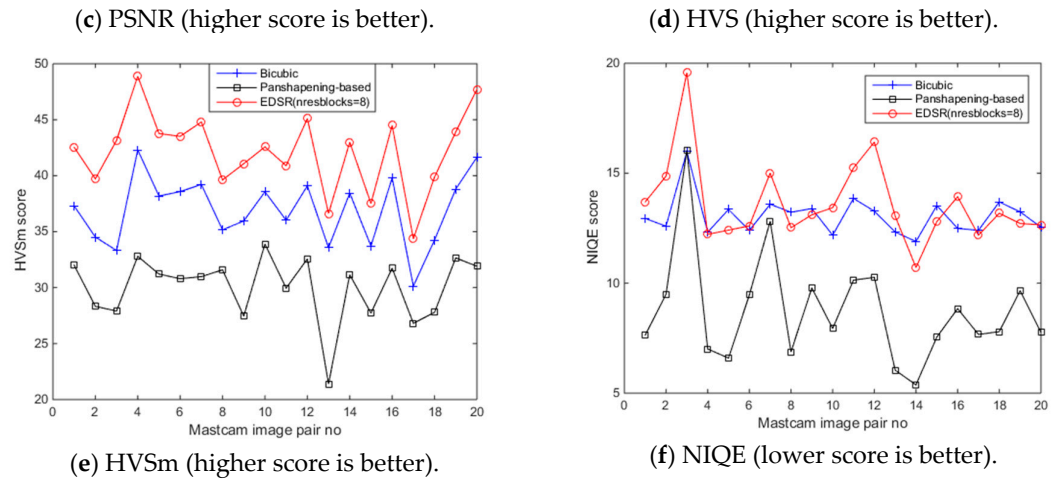 (c) PSNR (higher score is better).
(d) HVS (higher score is better).
50
45
40
35
30
25
20
HVSm score
Bicubic
Panshapening-based
EDSR(nresblocks=8)
0 2 4 6 8 10 12 14 16 18 20
Mastcam image pair no
(e) HVSm (higher score is better).
20
15
10
5
NIQE score
Bicubic
Panshapening-based
EDSR(nresblocks=8)
0 2 4 6 8 10 12 14 16 18 20
Mastcam image pair no
(f) NIQE (lower score is better).